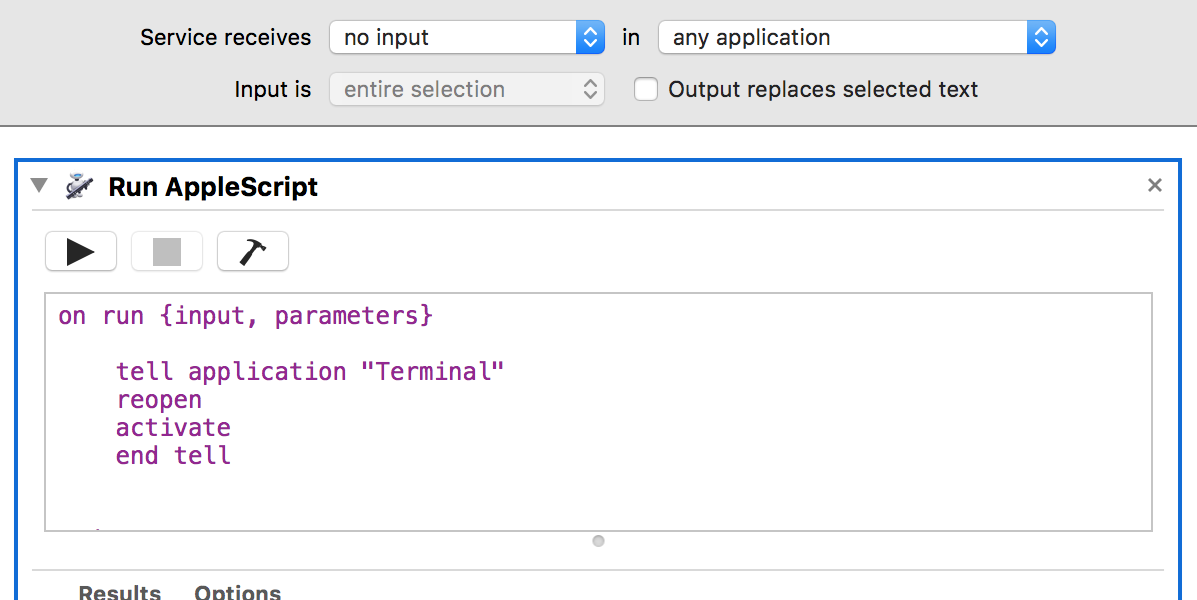 Service receives no input in any application
Input is entire selection Output replaces selected text
Run AppleScript
on run {input, parameters}
tell application "Terminal"
reopen
activate
end tell
Results Options